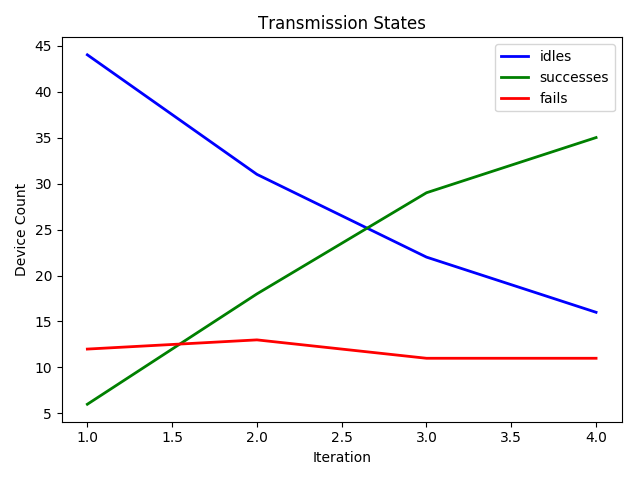 Transmission States
45
40
35
30
25
20
15
10
5
Device Count
idles
successes
fails
1.0 1.5 2.0 2.5 3.0 3.5 4.0
Iteration